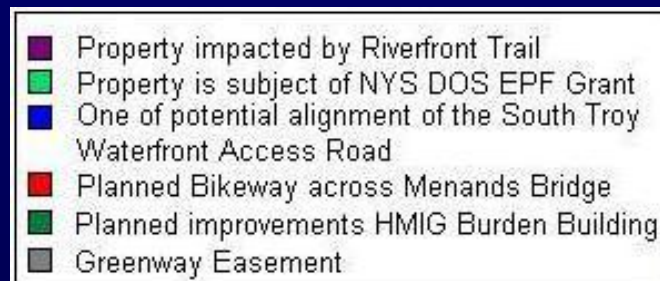 Property impacted by Riverfront Trail
Property is subject of NYS DOS EPF Grant
One of potential alignment of the South Troy
Waterfront Access Road
Planned Bikeway across Menands Bridge
Planned improvements HMIG Burden Building
Greenway Easement